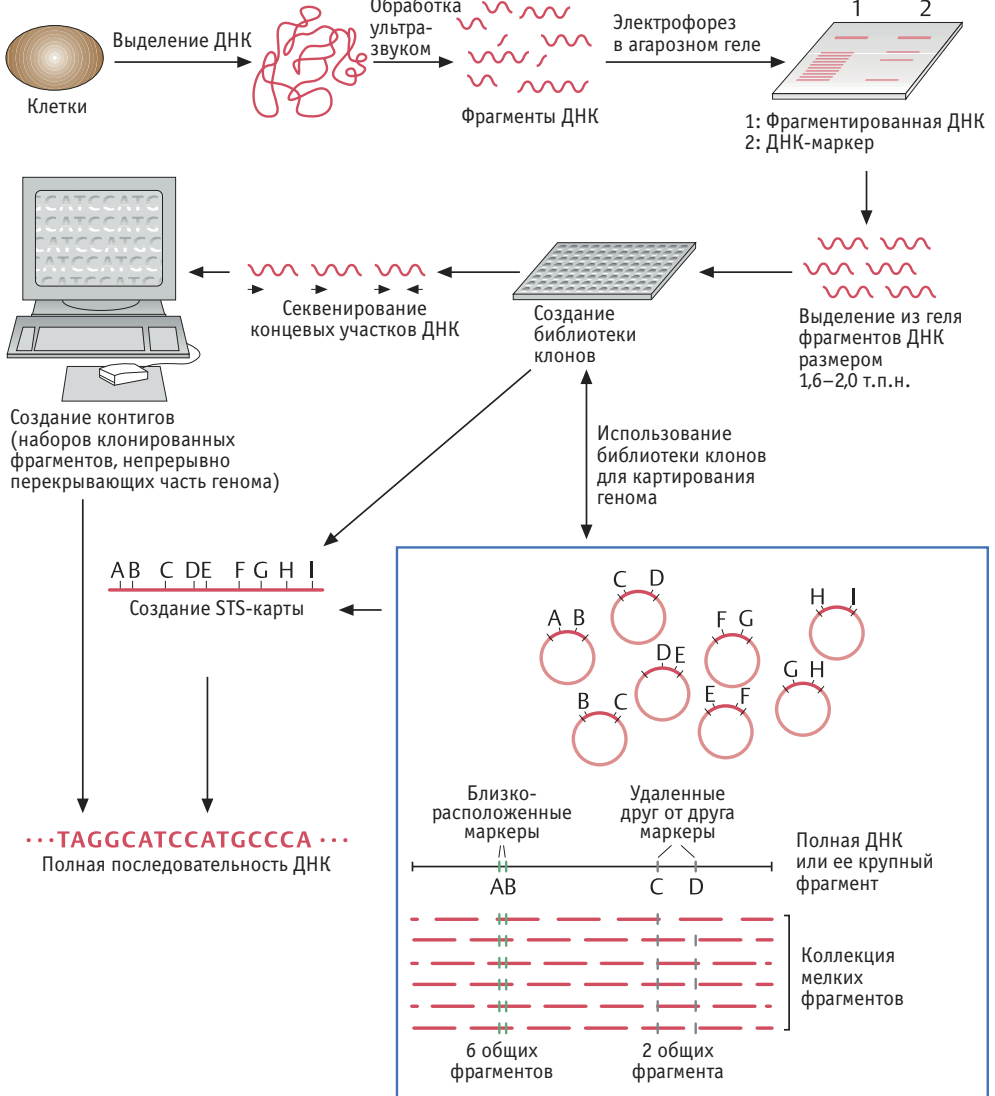 Обработка
ультра-
звуком
Выделение ДНК
Электрофорез
в агарозном геле
1 2
Клетки
Фрагменты ДНК
1: Фрагментированная ДНК
2: ДНК-маркер
Секвенирование
концевых участков ДНК
Создание
библиотеки
клонов
Выделение из геля
фрагментов ДНК
размером
1,6–2,0 т.п.н.
Создание контигов
(наборов клонированных
фрагментов, непрерывно
перекрывающих часть генома)
Использование
библиотеки клонов
для картирования
генома
A B C D E F G H I
Создание STS-карты
C D
A B
D E
F G
H I
B C
E F
G H
···TAGGCATCCATGCCCA···
Полная последовательность ДНК
Близко-
расположенные
маркеры
Удаленные
друг от друга
маркеры
Полная ДНК
или ее крупный
фрагмент
AB C D
Коллекция
мелких
фрагментов
6 общих
фрагментов
2 общих
фрагмента